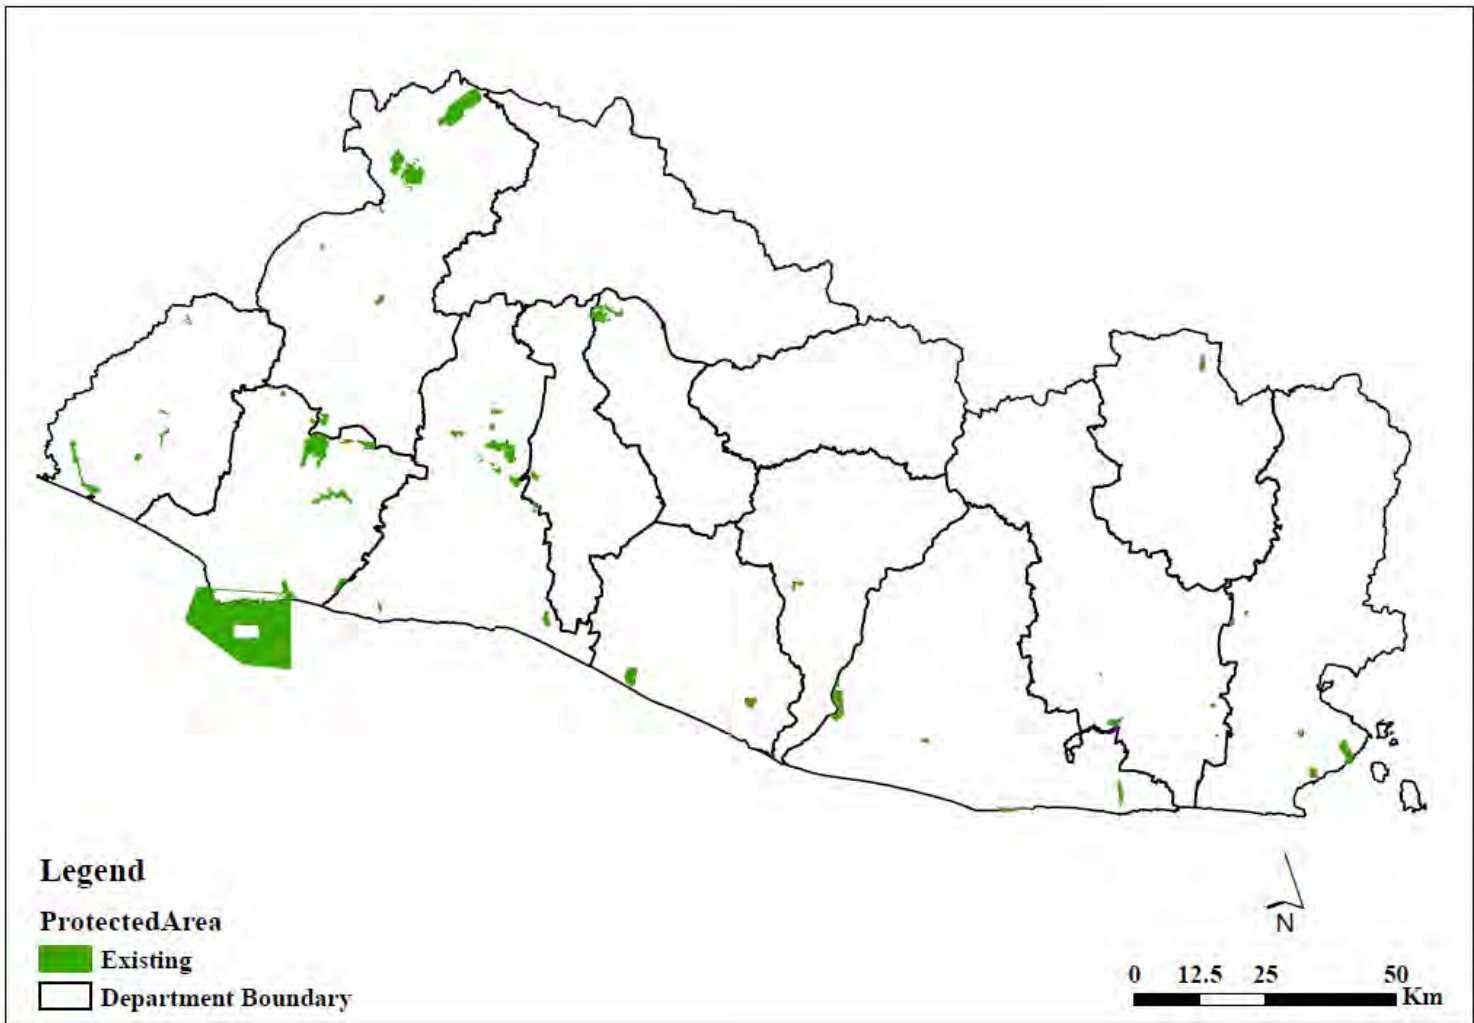 Legend
ProtectedArea
Existing
Department Boundary
N
0 12.5 25 50
Km